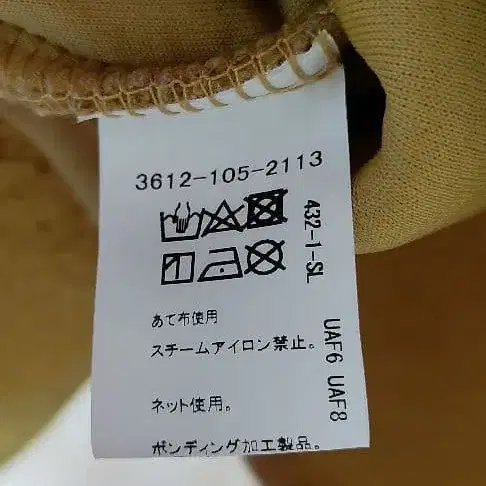 3612-105-2113
432-1-SL
あて布使用
スチームアイロン禁止。
UAF6 UAF8
ネット使用。
ボンディング加工製品。